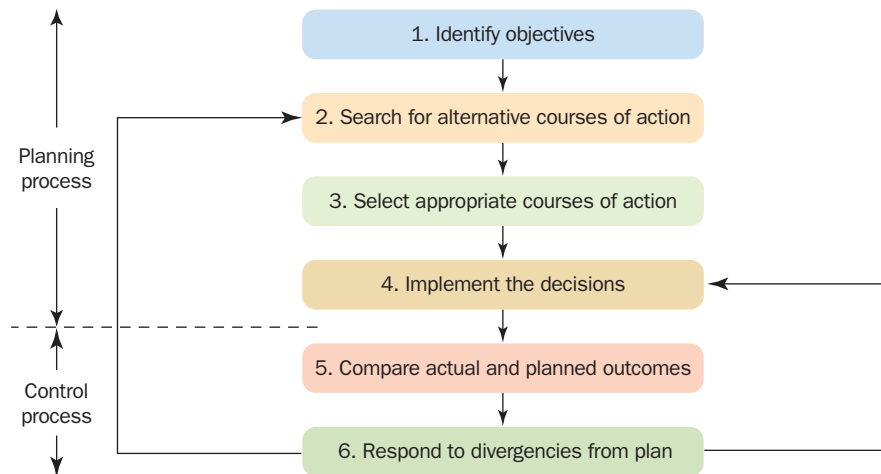 1. Identify objectives
2. Search for alternative courses of action
Planning
process
3. Select appropriate courses of action
4. Implement the decisions
5. Compare actual and planned outcomes
Control
process
6. Respond to divergencies from plan